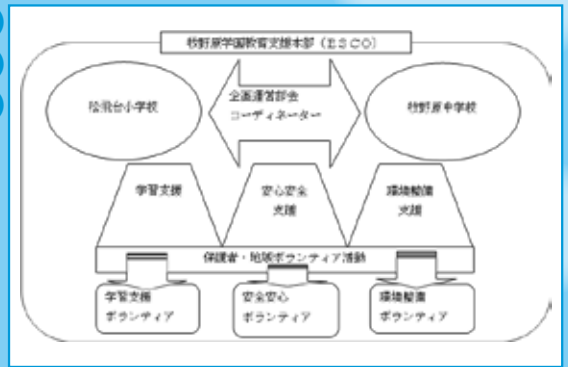 牧野原学園教育支援本部(ESCO)
松飛台小学校
企画運営部会
コーディネーター
牧野原中学校
学習支援
安心安全
支援
環境整備
支援
保護者・地域ボランティア活動
学習支援
ボランティア
安全安心
ボランティア
環境整備
ボランティア